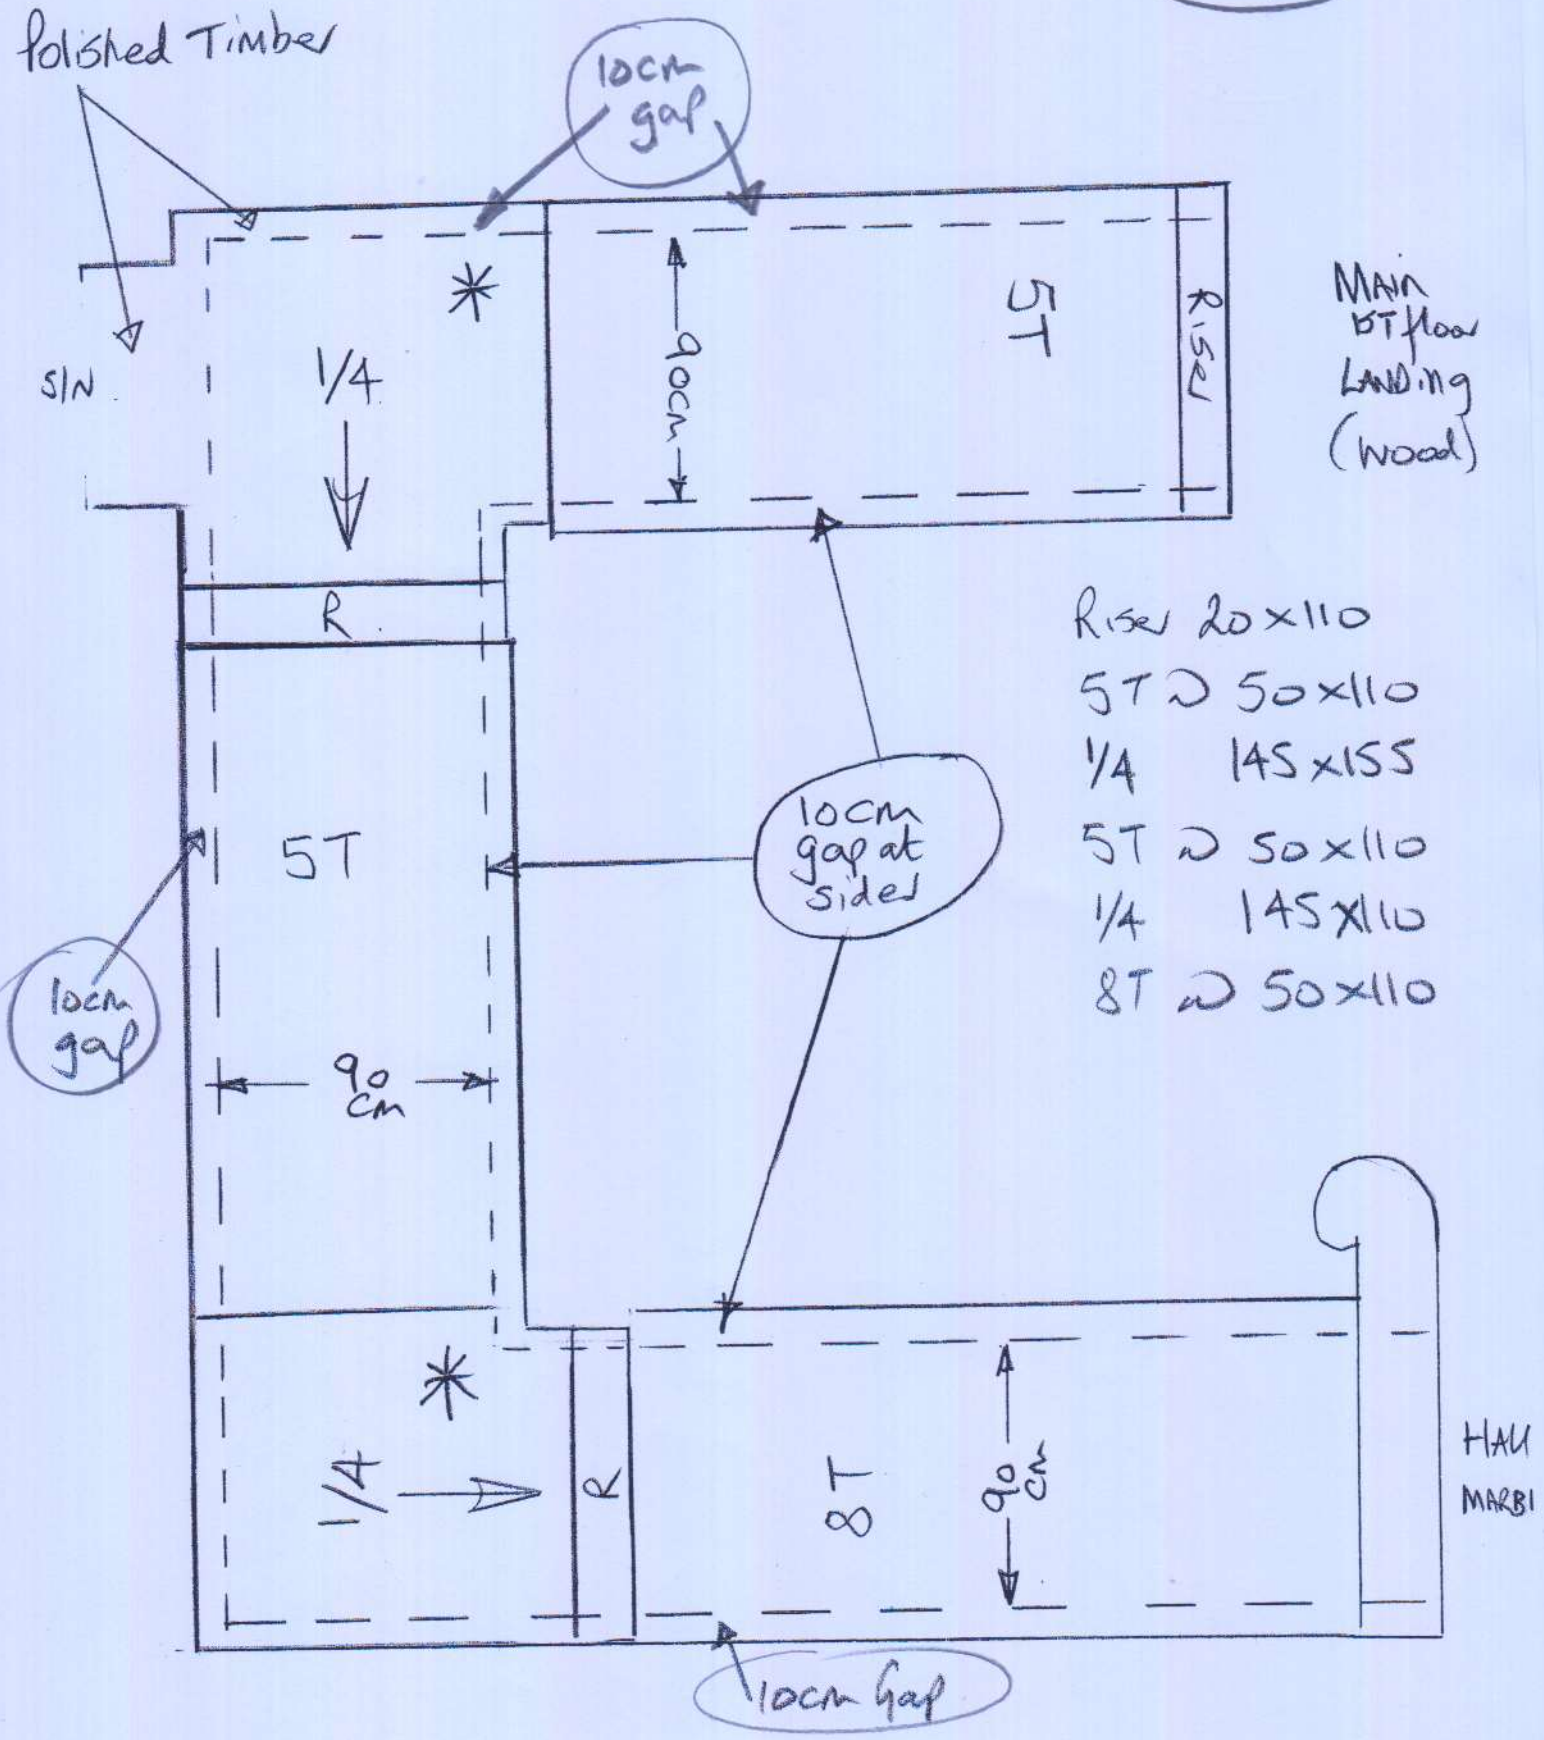 Polished Timber
10cm
gap
*
1/4
90cm
5T
Riser
MAIN
floor
LANDING
(wood)
S/N
R
Riser 20x110
5T @ 50x110
1/4 145x155
5T @ 50x110
1/4 145x110
8T @ 50x110
5T
10cm
gap at
sides
10cm
gap
90
cm
*
1/4
R
8T
90
cm
HALL
MARBL
10cm Gap